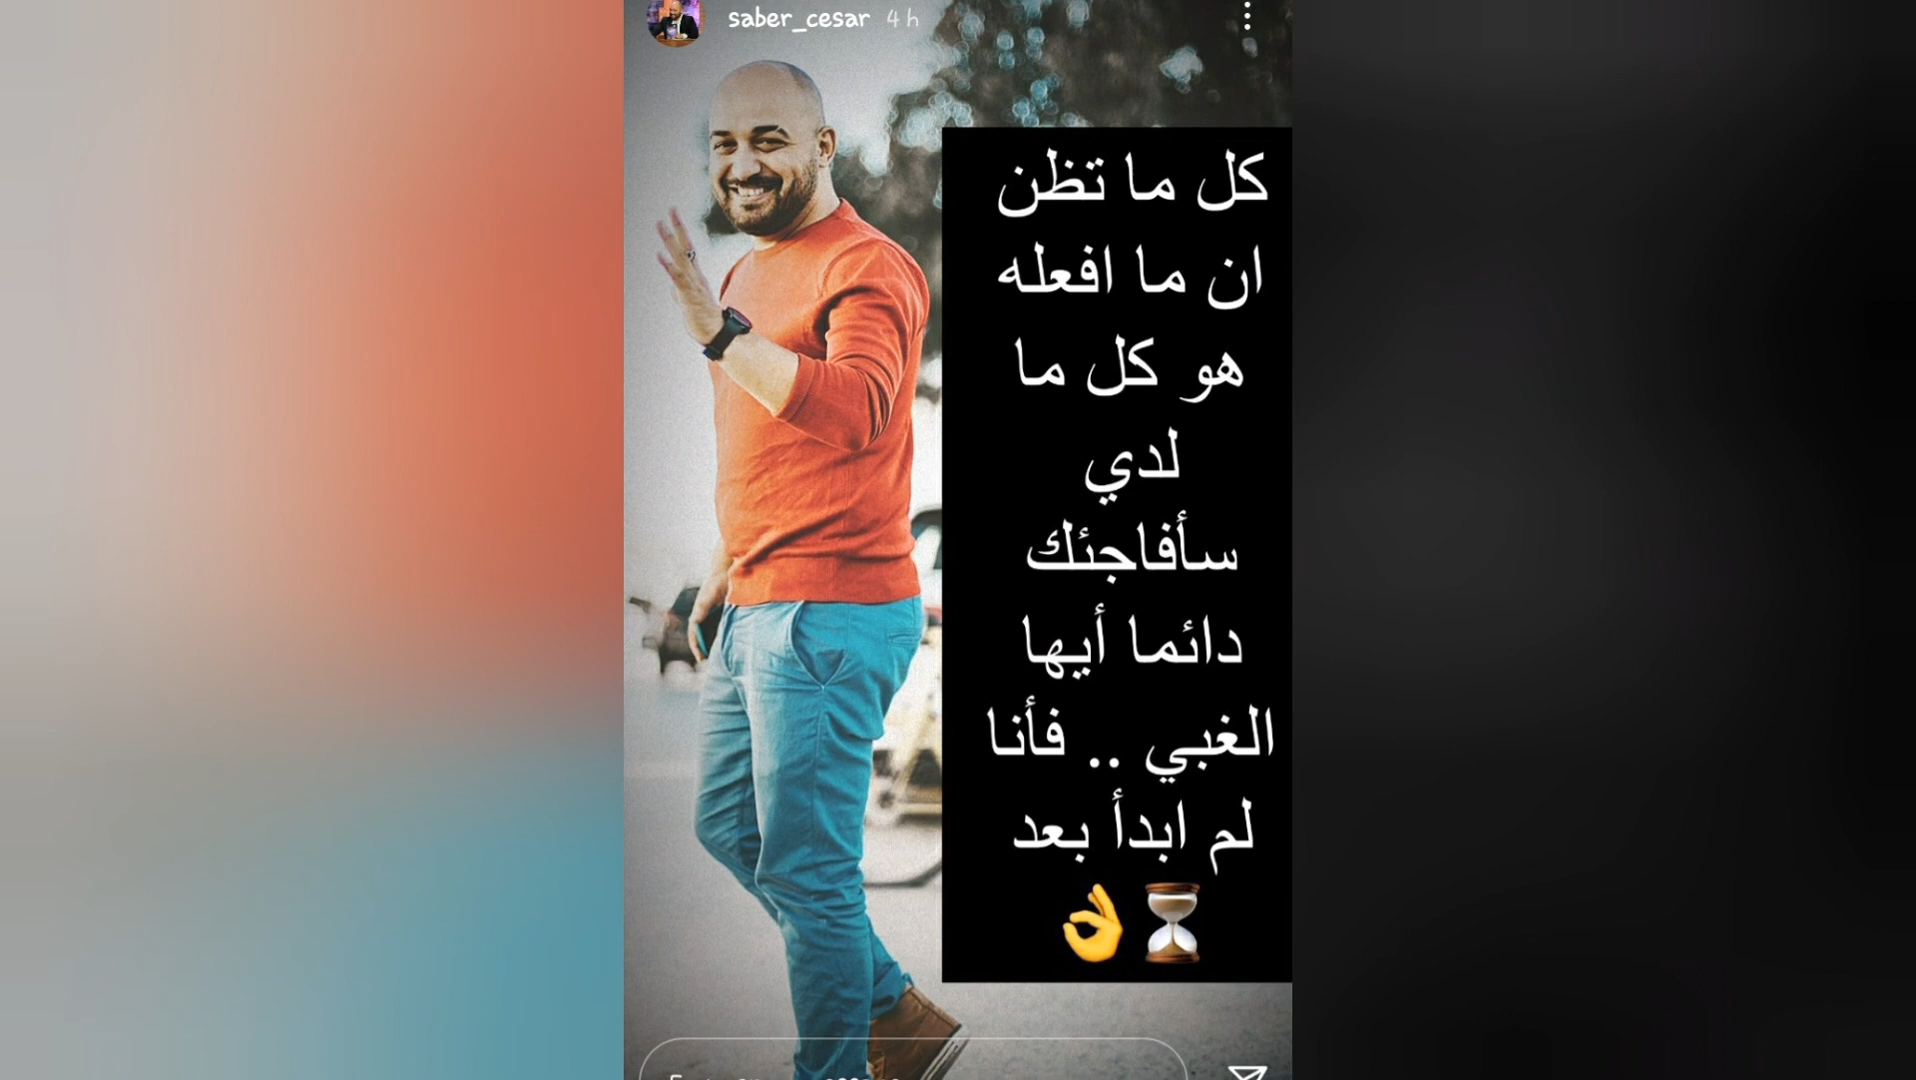 saber_cesar 4 h
كل ما تظن
ان ما افعله
هو كل ما
لدي
سأفاجئك
دائما أيها
الغبي .. فأنا
لم ابدأ بعد